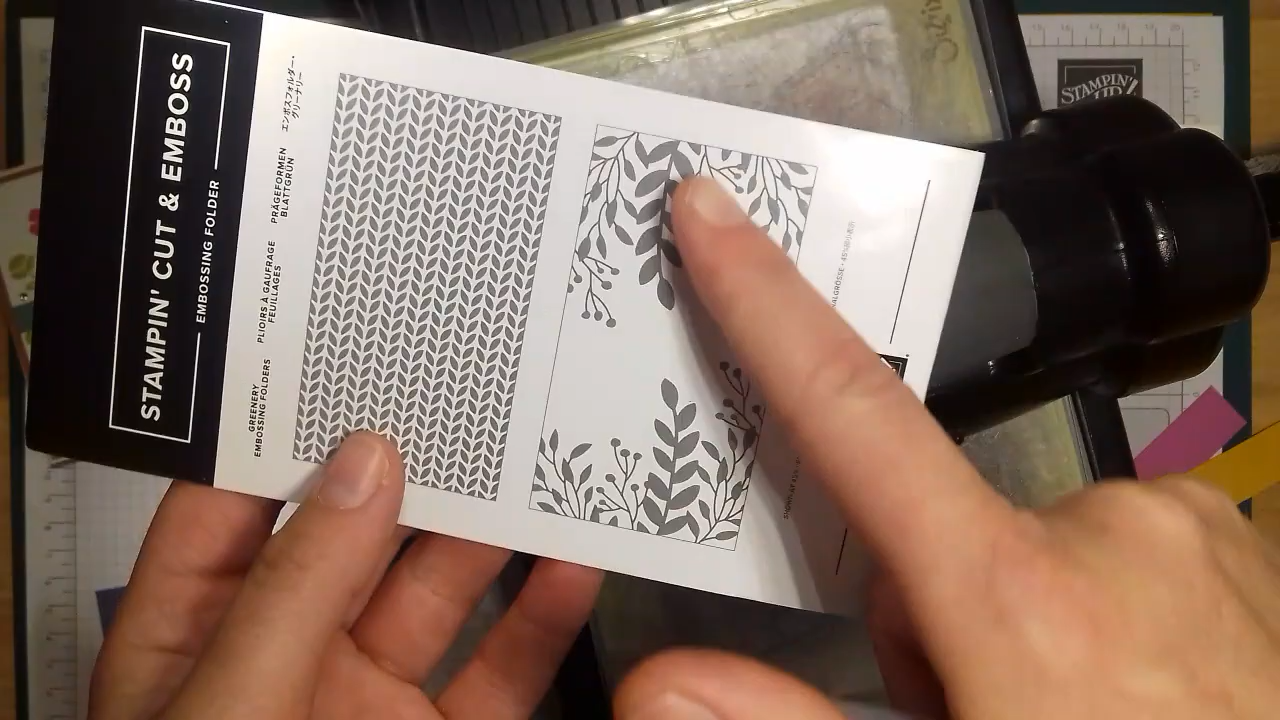 STAMPIN' CUT & EMBOSS
EMBOSSING FOLDER
GREENERY
EMBOSSING FOLDERS
PLIOIRS À GAUFRAGE
FEUILLAGES
PRÄGEFORMEN
BLATTGRÜN
エンボスフォルダー・
グリーナリー
STAMPIN'
UP!